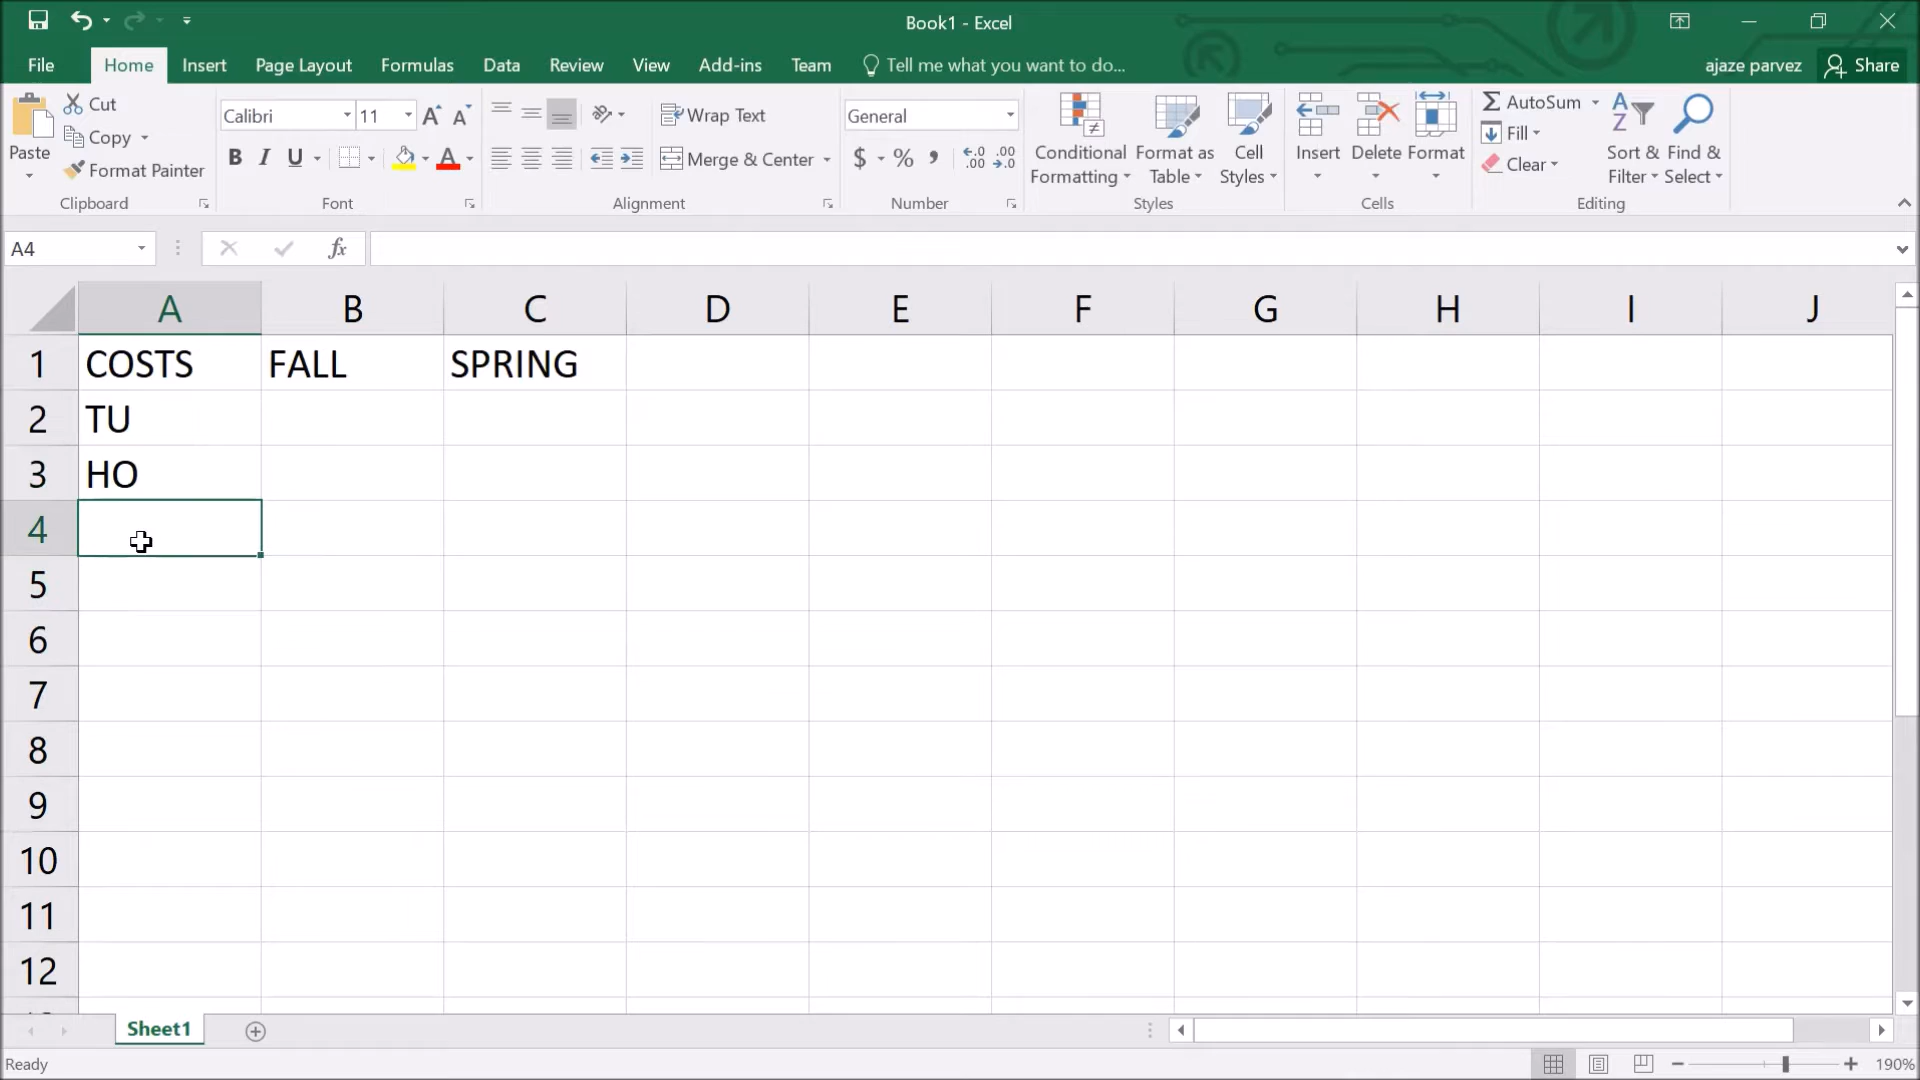 Book1 - Excel
File Home Insert Page Layout Formulas Data Review View Add-ins Team Tell me what you want to do... ajaze parvez Share
Paste
Cut
Copy
Format Painter
Clipboard
Calibri 11
B I U
Font
Wrap Text
Merge & Center
Alignment
General
$ % ,
Number
Conditional Formatting
Format as Table
Cell Styles
Styles
Insert
Delete
Format
Cells
AutoSum
Fill
Clear
Sort & Filter
Find & Select
Editing
A4 fx
A B C D E F G H I J
1 COSTS FALL SPRING
2 TU
3 HO
4
5
6
7
8
9
10
11
12
Sheet1
Ready 190%